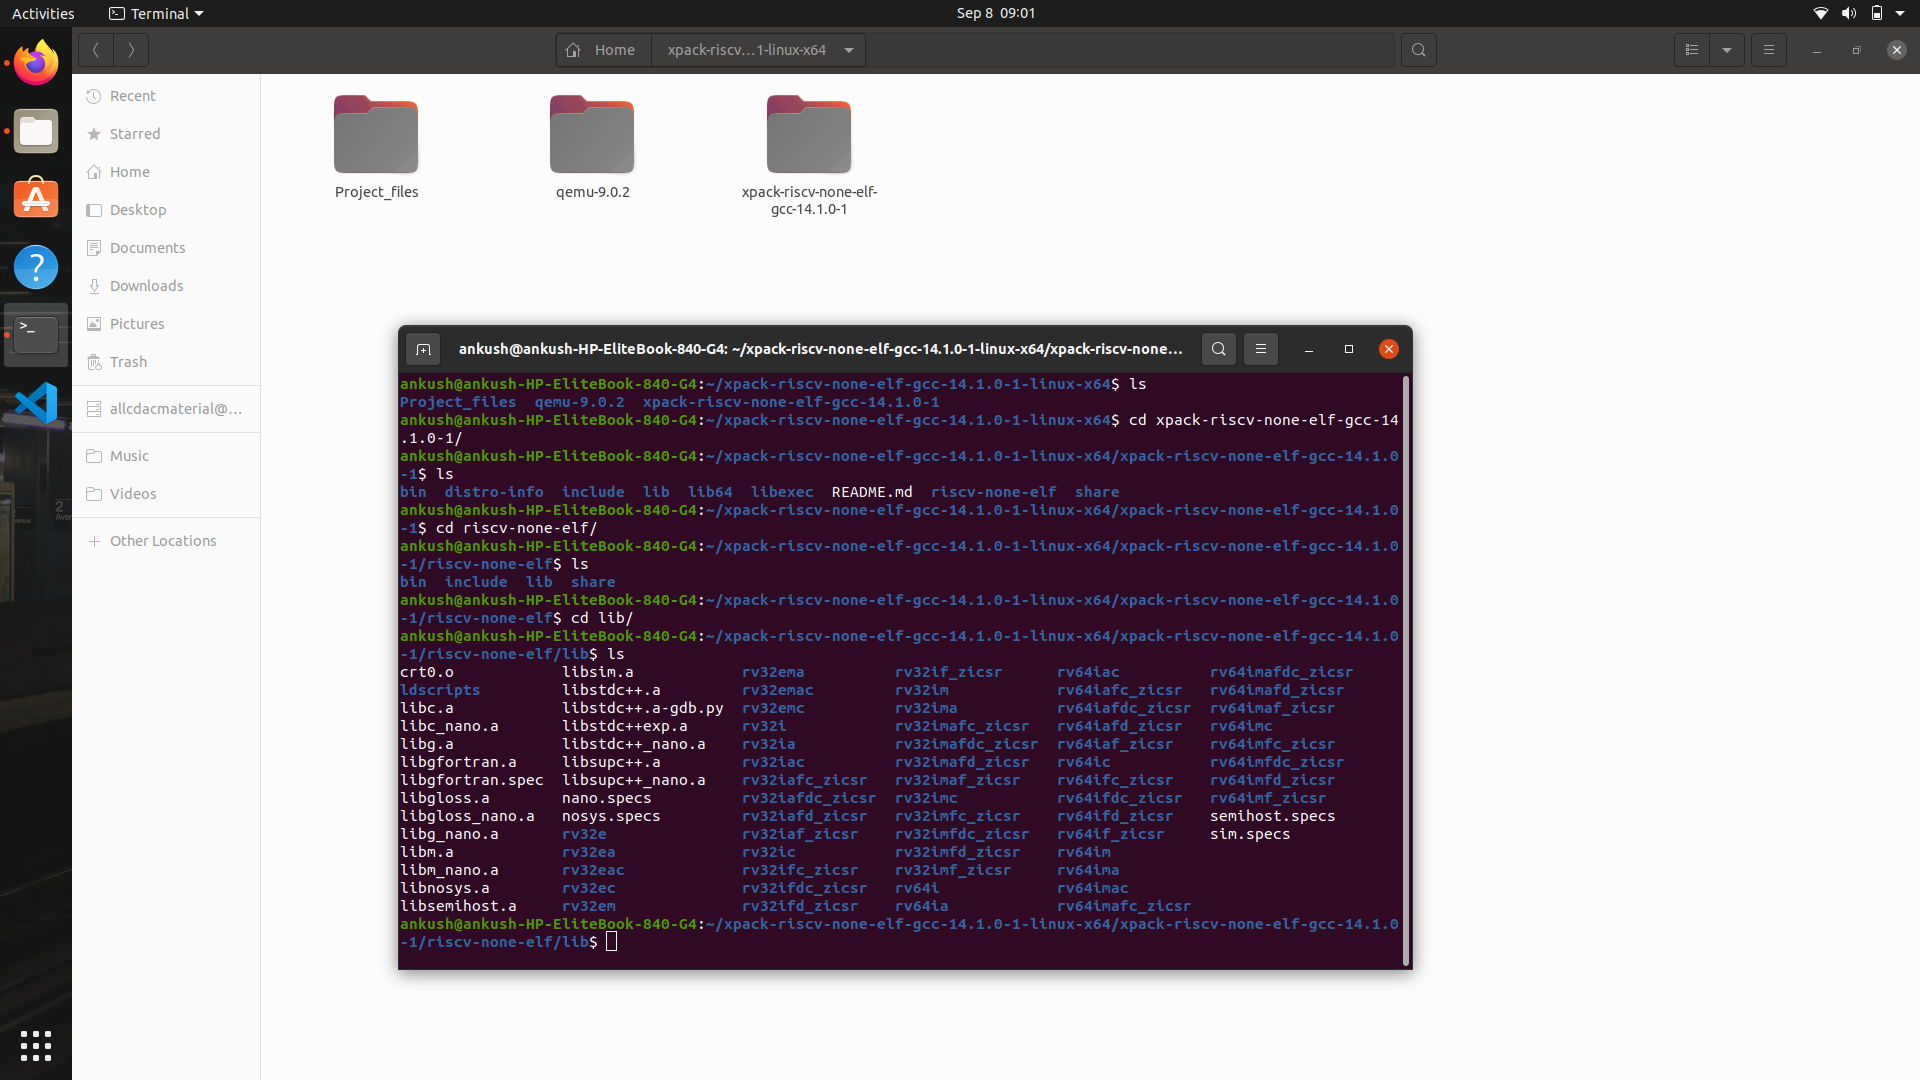 Activities
Terminal
Sep 8 09:01
Home
xpack-riscv…1-linux-x64
Recent
Starred
Home
Desktop
Documents
Downloads
Pictures
Trash
allcdacmaterial@…
Music
Videos
Other Locations
Project_files
qemu-9.0.2
xpack-riscv-none-elf-
gcc-14.1.0-1
ankush@ankush-HP-EliteBook-840-G4: ~/xpack-riscv-none-elf-gcc-14.1.0-1-linux-x64/xpack-riscv-none…
ankush@ankush-HP-EliteBook-840-G4:~/xpack-riscv-none-elf-gcc-14.1.0-1-linux-x64$ ls
Project_files  qemu-9.0.2  xpack-riscv-none-elf-gcc-14.1.0-1
ankush@ankush-HP-EliteBook-840-G4:~/xpack-riscv-none-elf-gcc-14.1.0-1-linux-x64$ cd xpack-riscv-none-elf-gcc-14
.1.0-1/
ankush@ankush-HP-EliteBook-840-G4:~/xpack-riscv-none-elf-gcc-14.1.0-1-linux-x64/xpack-riscv-none-elf-gcc-14.1.0
-1$ ls
bin  distro-info  include  lib  lib64  libexec  README.md  riscv-none-elf  share
ankush@ankush-HP-EliteBook-840-G4:~/xpack-riscv-none-elf-gcc-14.1.0-1-linux-x64/xpack-riscv-none-elf-gcc-14.1.0
-1$ cd riscv-none-elf/
ankush@ankush-HP-EliteBook-840-G4:~/xpack-riscv-none-elf-gcc-14.1.0-1-linux-x64/xpack-riscv-none-elf-gcc-14.1.0
-1/riscv-none-elf$ ls
bin  include  lib  share
ankush@ankush-HP-EliteBook-840-G4:~/xpack-riscv-none-elf-gcc-14.1.0-1-linux-x64/xpack-riscv-none-elf-gcc-14.1.0
-1/riscv-none-elf$ cd lib/
ankush@ankush-HP-EliteBook-840-G4:~/xpack-riscv-none-elf-gcc-14.1.0-1-linux-x64/xpack-riscv-none-elf-gcc-14.1.0
-1/riscv-none-elf/lib$ ls
crt0.o  libsim.a  rv32ema  rv32if_zicsr  rv64iac  rv64imafdc_zicsr
ldscripts  libstdc++.a  rv32emac  rv32im  rv64iafc_zicsr  rv64imafd_zicsr
libc.a  libstdc++.a-gdb.py  rv32emc  rv32ima  rv64iafdc_zicsr  rv64imaf_zicsr
libc_nano.a  libstdc++exp.a  rv32i  rv32imafc_zicsr  rv64iafd_zicsr  rv64imc
libg.a  libstdc++_nano.a  rv32ia  rv32imafdc_zicsr  rv64iaf_zicsr  rv64imfc_zicsr
libgfortran.a  libsupc++.a  rv32iac  rv32imafd_zicsr  rv64ic  rv64imfdc_zicsr
libgfortran.spec  libsupc++_nano.a  rv32iafc_zicsr  rv32imaf_zicsr  rv64ifc_zicsr  rv64imfd_zicsr
libgloss.a  nano.specs  rv32iafdc_zicsr  rv32imc  rv64ifdc_zicsr  rv64imf_zicsr
libgloss_nano.a  nosys.specs  rv32iafd_zicsr  rv32imfc_zicsr  rv64ifd_zicsr  semihost.specs
libg_nano.a  rv32e  rv32iaf_zicsr  rv32imfdc_zicsr  rv64if_zicsr  sim.specs
libm.a  rv32ea  rv32ic  rv32imfd_zicsr  rv64im
libm_nano.a  rv32eac  rv32ifc_zicsr  rv32imf_zicsr  rv64ima
libnosys.a  rv32ec  rv32ifdc_zicsr  rv64i  rv64imac
libsemihost.a  rv32em  rv32ifd_zicsr  rv64ia  rv64imafc_zicsr
ankush@ankush-HP-EliteBook-840-G4:~/xpack-riscv-none-elf-gcc-14.1.0-1-linux-x64/xpack-riscv-none-elf-gcc-14.1.0
-1/riscv-none-elf/lib$